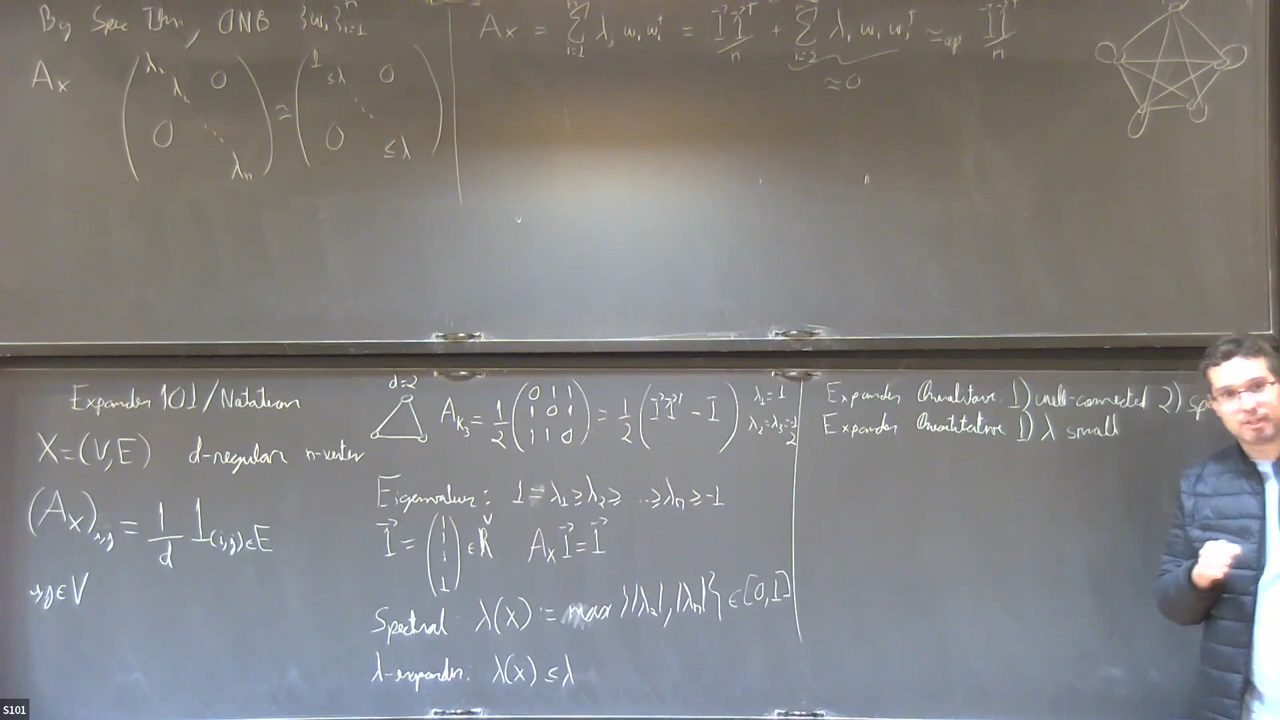 By Spec Thm, ONB {w_i}_{i=1}^n
A_X ( λ_1 λ_2 0 0 ⋱ λ_n ) ≅ ( 1 ≤λ 0 0 ⋱ ≤λ )
A_X = Σ_{i=1}^n λ_i w_i w_i^† = 1⃗1⃗^†/n + Σ_{i=2}^n λ_i w_i w_i^† ≈_{op} 1⃗1⃗^†/n
≈0
Expander 101/Notation
X=(V,E) d-regular n-vertex
(A_X)_{i,j} = 1/d 1_{(i,j)∈E}
i,j∈V
d=2
A_{K_3} = 1/2 ( 0 1 1 1 0 1 1 1 0 ) = 1/2 ( 1⃗1⃗^† - I ) λ_1=1
λ_2=λ_3=-1/2
Eigenvalues: 1=λ_1≥λ_2≥ ...≥λ_n≥-1
1⃗ = ( 1 1 1 ⋮ 1 ) ∈ R^V A_X 1⃗ = 1⃗
Spectral λ(X) := max{|λ_2|,|λ_n|} ∈ [0,1]
λ-expander: λ(X) ≤ λ
Expander Qualitative 1) well-connected 2)
Expander Quantitative 1) λ small
S101